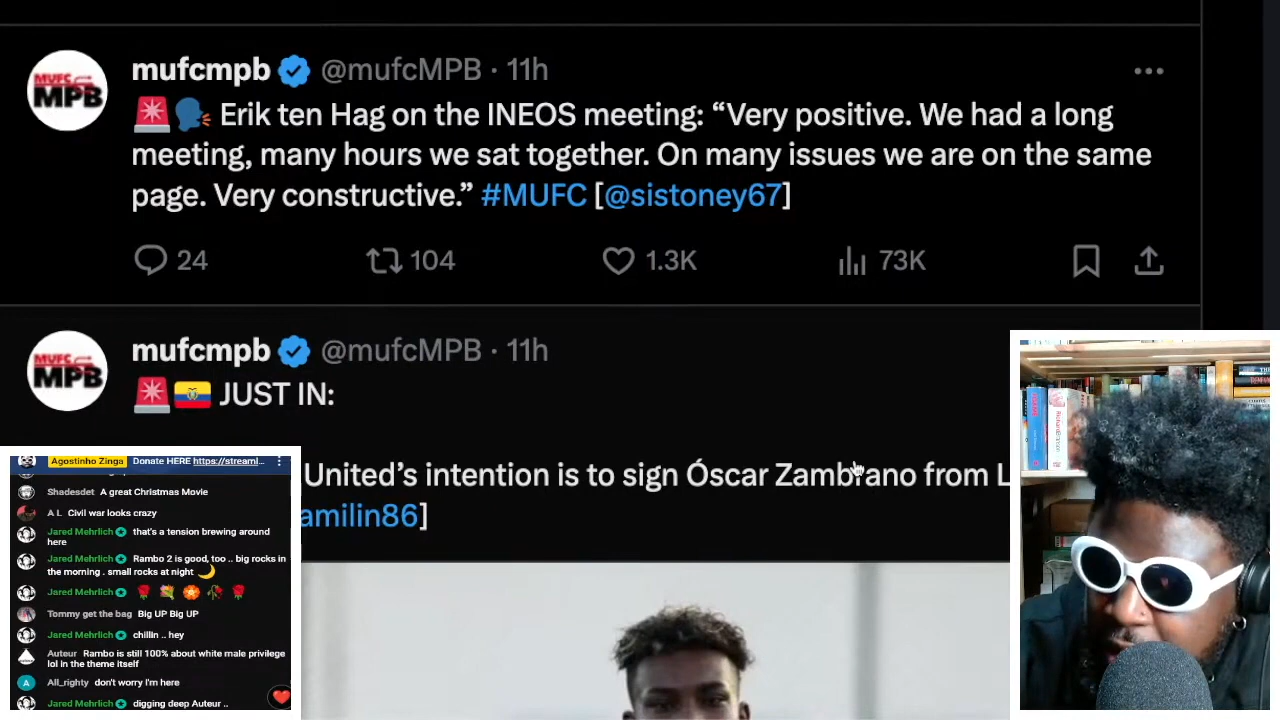 mufcmpb @mufcMPB · 11h
🚨🗣️ Erik ten Hag on the INEOS meeting: “Very positive. We had a long
meeting, many hours we sat together. On many issues we are on the same
page. Very constructive.” #MUFC [@sistoney67]
24 104 1.3K 73K
MUFC
MPB
mufcmpb @mufcMPB · 11h
🚨🇪🇨 JUST IN:
United’s intention is to sign Óscar Zambrano from L
amilin86]
MUFC
MPB
Agostinho Zinga Donate HERE https://streaml...
Shadesdet A great Christmas Movie
A L Civil war looks crazy
Jared Mehrlich that's a tension brewing around
here
Jared Mehrlich Rambo 2 is good, too .. big rocks in
the morning . small rocks at night 🌙
Jared Mehrlich 🌹 💐 🏵️ 🥀 🌹
Tommy get the bag Big UP Big UP
Jared Mehrlich chillin .. hey
Auteur Rambo is still 100% about white male privilege
lol in the theme itself
A All_righty don't worry I'm here
Jared Mehrlich digging deep Auteur ..